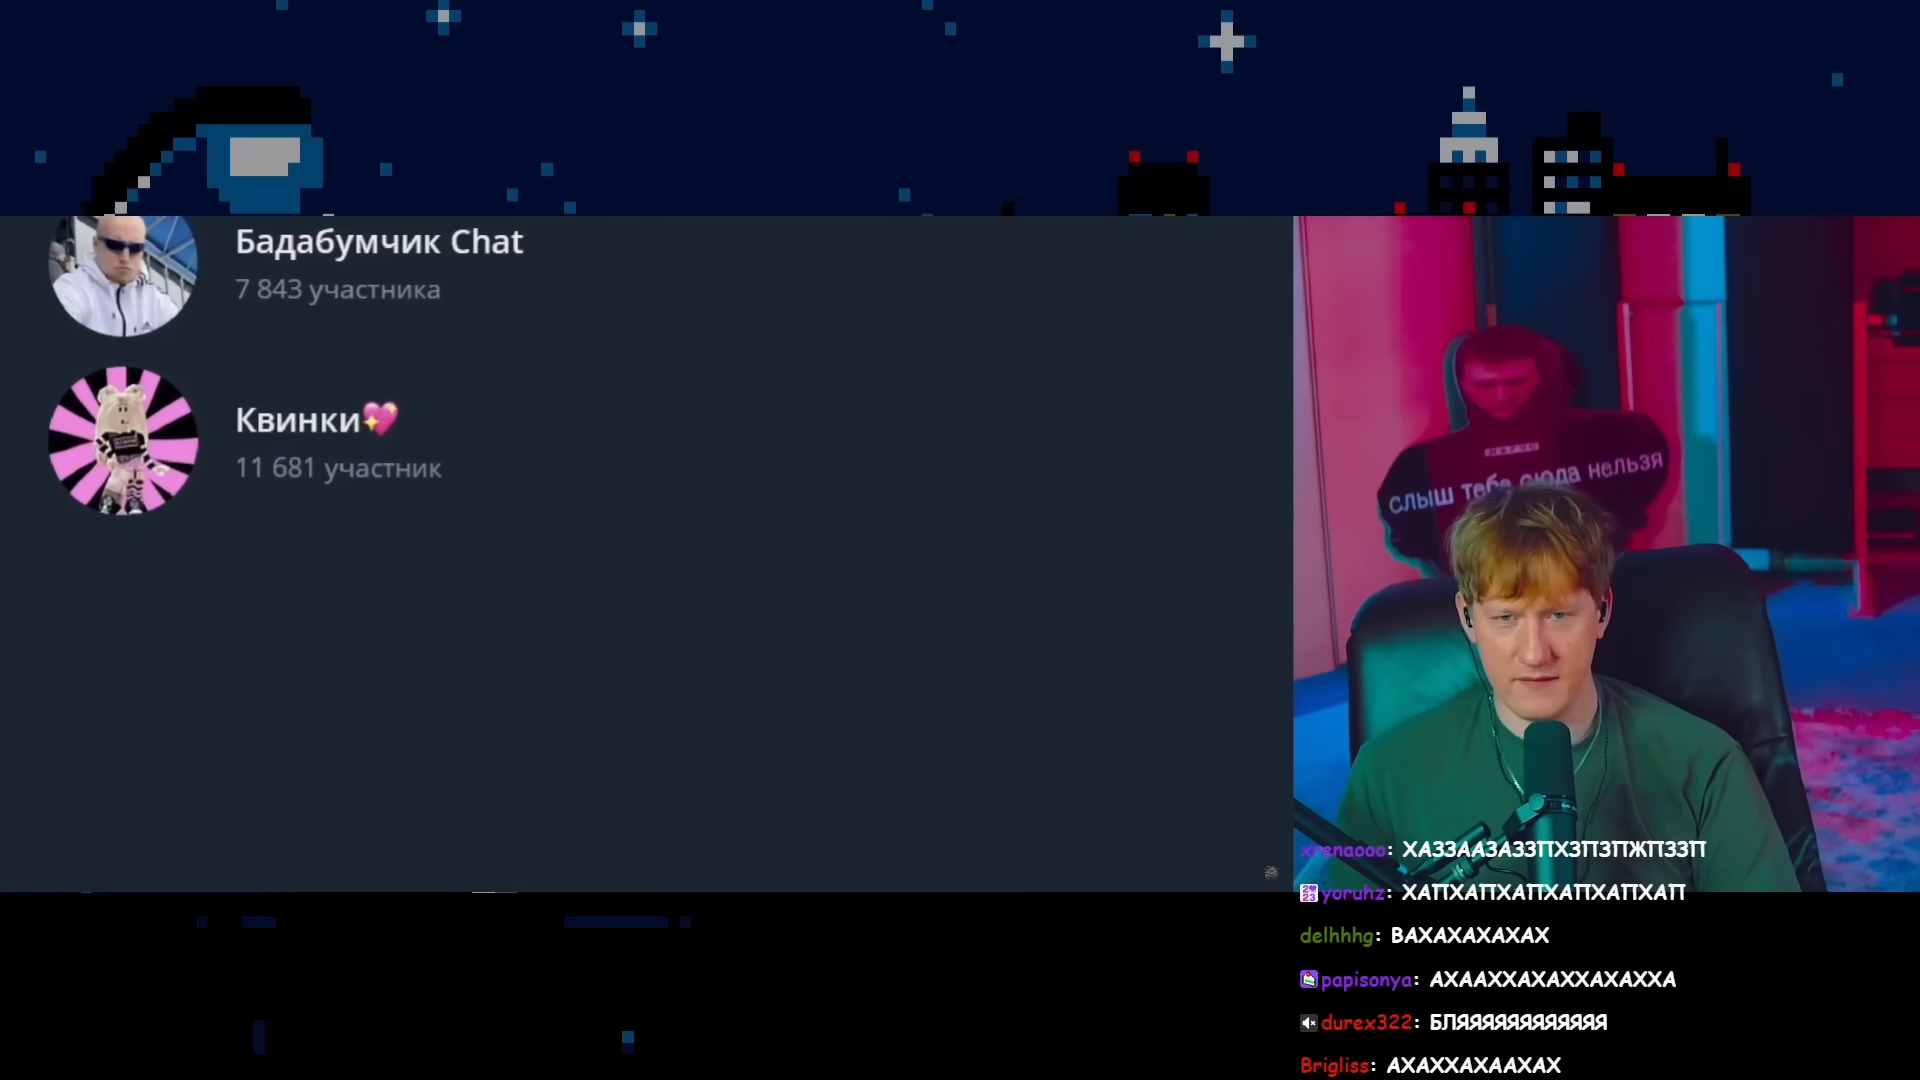 Бадабумчик Chat
7 843 участника
Квинки💖
11 681 участник
слыш тебе сюда нельзя
xrenaooo: ХАЗЗААЗАЗЗПХЗПЗПЖПЗЗП
yoruhz: ХАПХАПХАПХАПХАПХАП
delhhhg: ВАХАХАХАХАХ
papisonya: АХААХХАХАХХАХАХХА
durex322: БЛЯЯЯЯЯЯЯЯЯЯЯЯ
Brigliss: АХАХХАХААХАХ